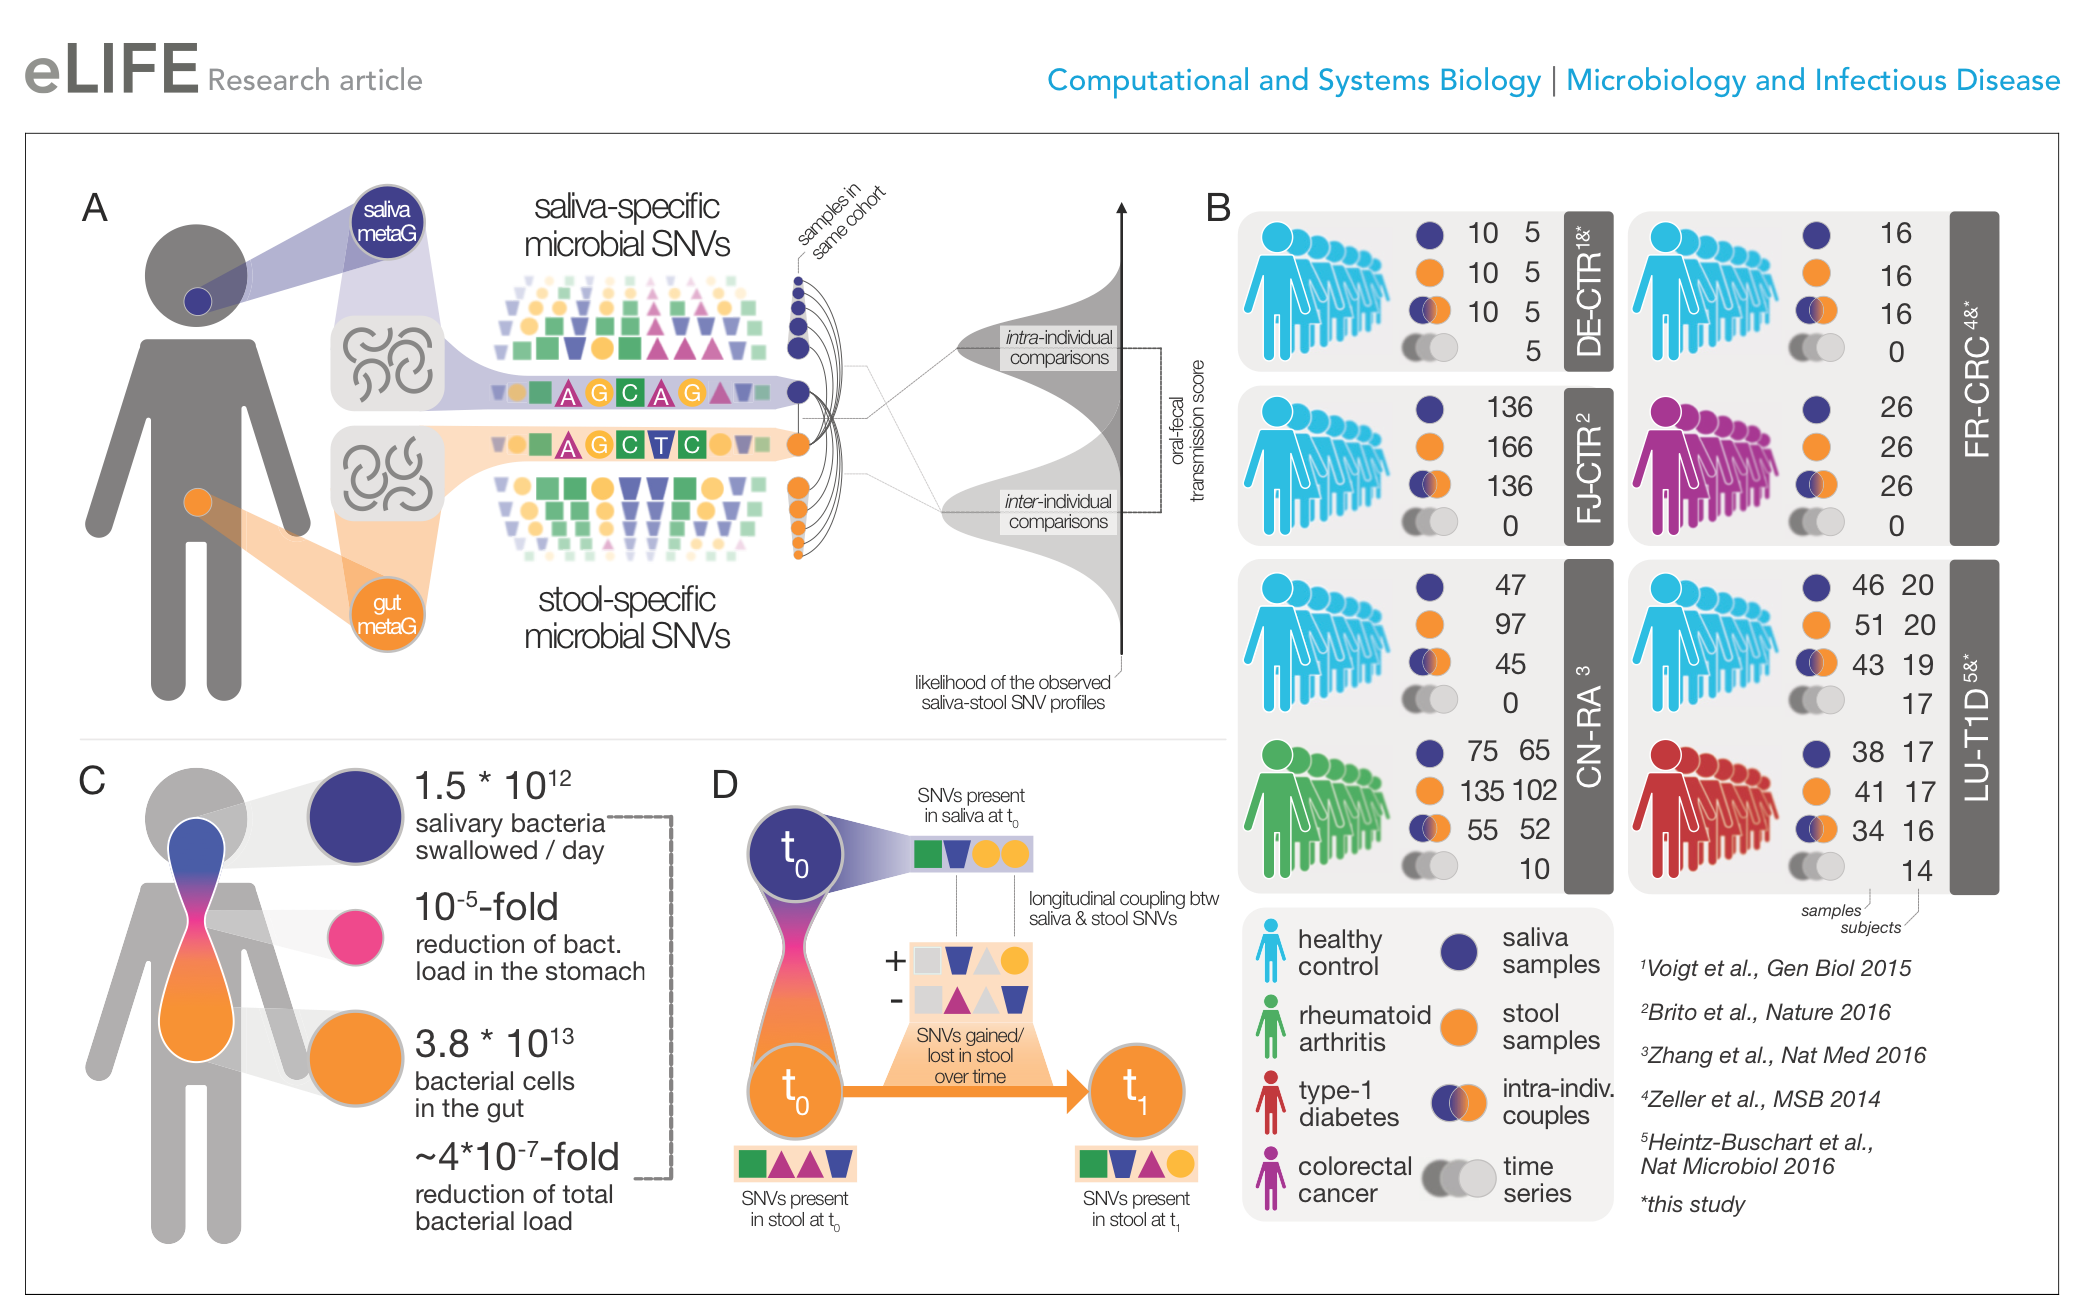 eLIFE Research article
Computational and Systems Biology | Microbiology and Infectious Disease
A
saliva
metaG
saliva-specific
microbial SNVs
samples in
same cohort
A G C A G
A G C T C
gut
metaG
stool-specific
microbial SNVs
intra-individual
comparisons
inter-individual
comparisons
oral-fecal
transmission score
likelihood of the observed
saliva-stool SNV profiles
B
10 5
10 5
10 5
5
DE-CTR1&*
136
166
136
0
FJ-CTR2
47
97
45
0
75 65
135 102
55 52
10
CN-RA 3
16
16
16
0
26
26
26
0
FR-CRC 4&*
46 20
51 20
43 19
17
38 17
41 17
34 16
14
LU-T1D 5&*
samples
subjects
healthy
control
saliva
samples
rheumatoid
arthritis
stool
samples
type-1
diabetes
intra-indiv.
couples
colorectal
cancer
time
series
1Voigt et al., Gen Biol 2015
2Brito et al., Nature 2016
3Zhang et al., Nat Med 2016
4Zeller et al., MSB 2014
5Heintz-Buschart et al.,
Nat Microbiol 2016
*this study
C
1.5 * 10^12
salivary bacteria
swallowed / day
10^-5-fold
reduction of bact.
load in the stomach
3.8 * 10^13
bacterial cells
in the gut
~4*10^-7-fold
reduction of total
bacterial load
D
t0
SNVs present
in saliva at t0
longitudinal coupling btw
saliva & stool SNVs
+
-
SNVs gained/
lost in stool
over time
t0
t1
SNVs present
in stool at t0
SNVs present
in stool at t1